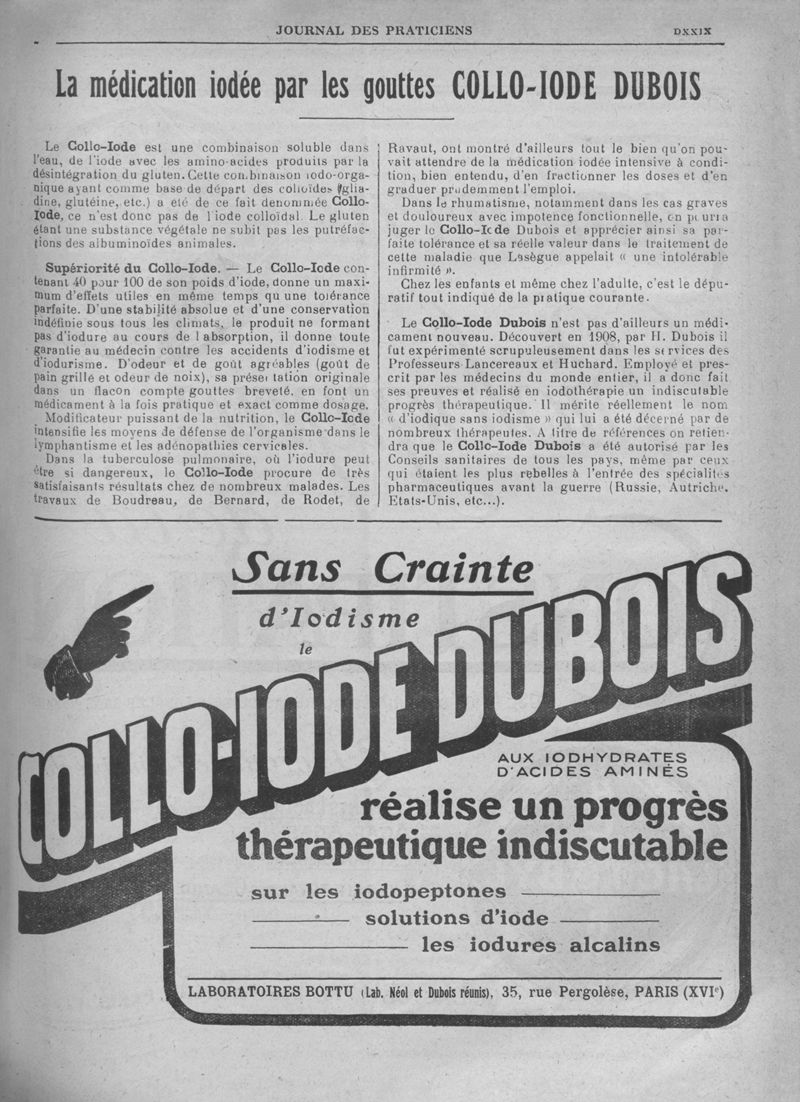 JOURNAL DES PRATICIENS
DXXIX
La médication iodée par les gouttes COLLO-IODE DUBOIS
Le Collo-Iode est une combinaison soluble dans
l'eau, de l'iode avec les amino-acides produits par la
désintégration du gluten. Cette combinaison iodo-orga-
nique ayant comme base de départ des colloïdes (glia-
dine, glutéine, etc.) a été de ce fait denommée Collo-
Iode, ce n'est donc pas de l'iode colloïdal. Le gluten
étant une substance végétale ne subit pas les putréfac-
tions des albuminoïdes animales.
Supériorité du Collo-Iode. — Le Collo-Iode con-
tenant 40 pour 100 de son poids d'iode, donne un maxi-
mum d'effets utiles en même temps qu'une tolérance
parfaite. D'une stabilité absolue et d'une conservation
indéfinie sous tous les climats, le produit ne formant
pas d'iodure au cours de l'absorption, il donne toute
garantie au médecin contre les accidents d'iodisme et
d'iodurisme. D'odeur et de goût agréables (goût de
pain grillé et odeur de noix), sa présentation originale
dans un flacon compte gouttes breveté, en font un
médicament à la fois pratique et exact comme dosage.
Modificateur puissant de la nutrition, le Collo-Iode
intensifie les moyens de défense de l'organisme dans le
lymphantisme et les adénopathies cervicales.
Dans la tuberculose pulmonaire, où l'iodure peut
être si dangereux, le Collo-Iode procure de très
satisfaisants résultats chez de nombreux malades. Les
travaux de Boudreau, de Bernard, de Rodet, de
Ravaut, ont montré d'ailleurs tout le bien qu'on pou-
vait attendre de la médication iodée intensive à condi-
tion, bien entendu, d'en fractionner les doses et d'en
graduer prudemment l'emploi.
Dans le rhumatisme, notamment dans les cas graves
et douloureux avec impotence fonctionnelle, on pourra
juger le Collo-Iode Dubois et apprécier ainsi sa par-
faite tolérance et sa réelle valeur dans le traitement de
cette maladie que Lasègue appelait « une intolérable
infirmité ».
Chez les enfants et même chez l'adulte, c'est le dépu-
ratif tout indiqué de la pratique courante.
Le Collo-Iode Dubois n'est pas d'ailleurs un médi-
cament nouveau. Découvert en 1908, par H. Dubois il
fut expérimenté scrupuleusement dans les services des
Professeurs Lancereaux et Huchard. Employé et pres-
crit par les médecins du monde entier, il a donc fait
ses preuves et réalisé en iodothérapie un indiscutable
progrès thérapeutique. Il mérite réellement le nom
« d'iodique sans iodisme » qui lui a été décerné par de
nombreux thérapeutes. A titre de références on retien-
dra que le Collo-Iode Dubois a été autorisé par les
Conseils sanitaires de tous les pays, même par ceux
qui étaient les plus rebelles à l'entrée des spécialités
pharmaceutiques avant la guerre (Russie, Autriche,
Etats-Unis, etc...).
Sans Crainte
d'Iodisme
le
COLLO-IODE DUBOIS
AUX IODHYDRATES
D'ACIDES AMINÉS
réalise un progrès
thérapeutique indiscutable
sur les iodopeptones
solutions d'iode
les iodures alcalins
LABORATOIRES BOTTU (Lab. Néol et Dubois réunis), 35, rue Pergolèse, PARIS (XVIe)